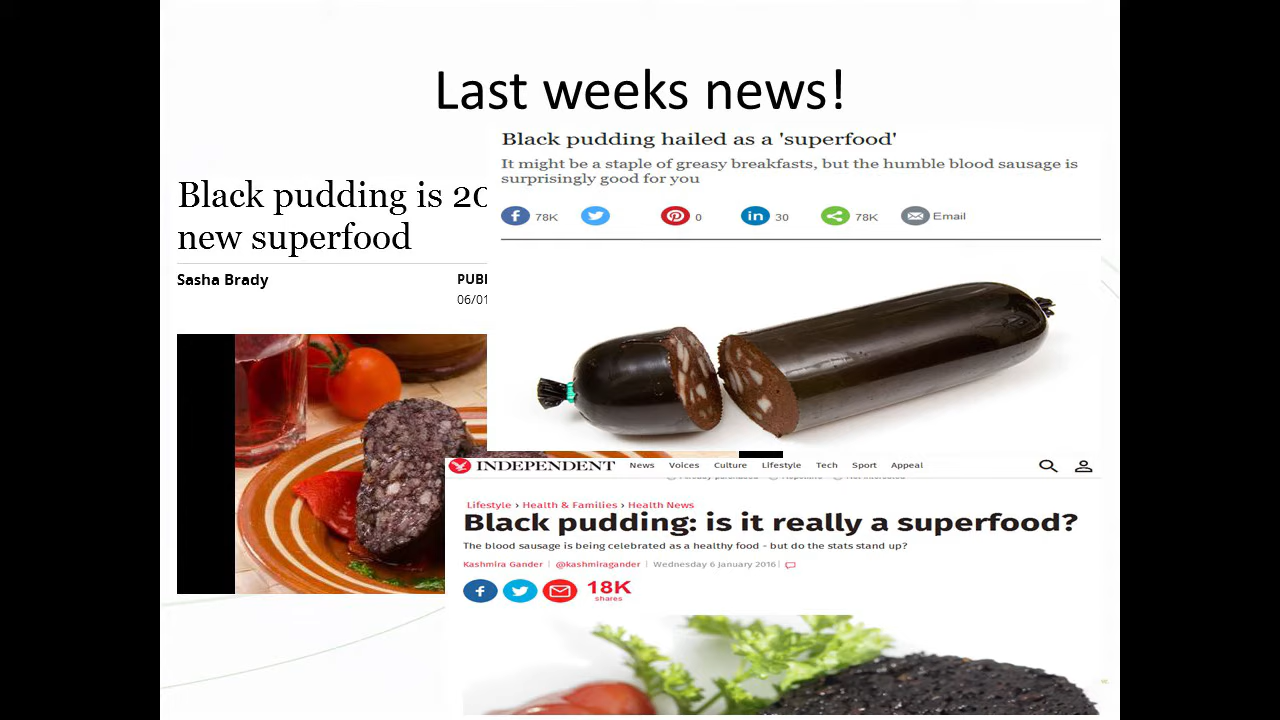 Last weeks news!
Black pudding is 20
new superfood
Sasha Brady
PUBL
06/01
Black pudding hailed as a 'superfood'
It might be a staple of greasy breakfasts, but the humble blood sausage is
surprisingly good for you
78K
0
in 30
78K
Email
INDEPENDENT News Voices Culture Lifestyle Tech Sport Appeal
Lifestyle › Health & Families › Health News
Black pudding: is it really a superfood?
The blood sausage is being celebrated as a healthy food - but do the stats stand up?
Kashmira Gander | @kashmiragander | Wednesday 6 January 2016 |
18K
shares